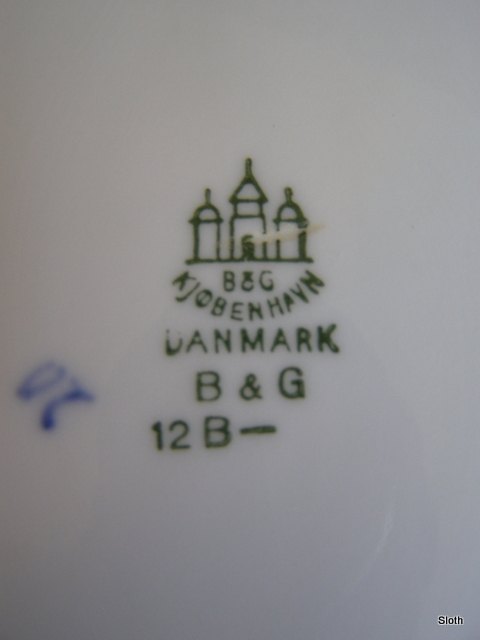 B&G
KJØBENHAVN
DANMARK
B & G
12 B—
Sloth